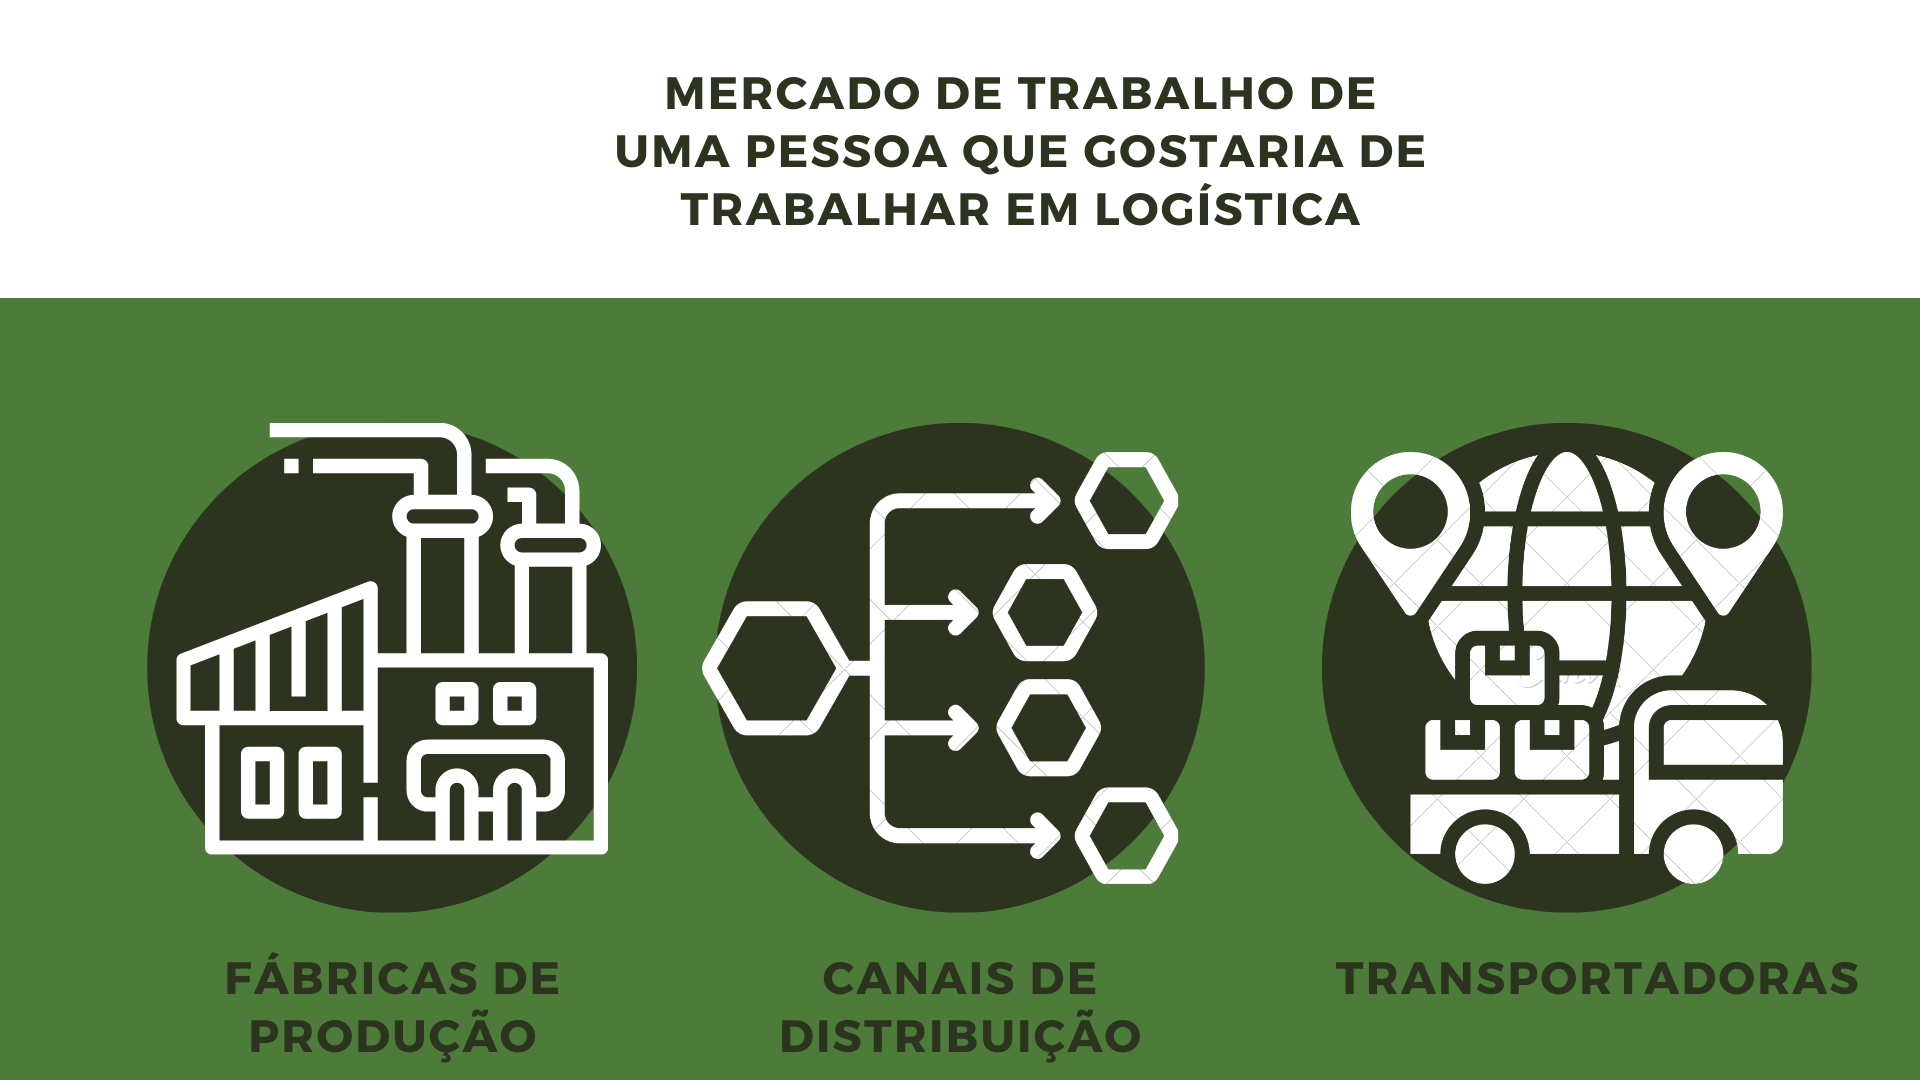 MERCADO DE TRABALHO DE
UMA PESSOA QUE GOSTARIA DE
TRABALHAR EM LOGÍSTICA
FÁBRICAS DE
PRODUÇÃO
CANAIS DE
DISTRIBUIÇÃO
TRANSPORTADORAS